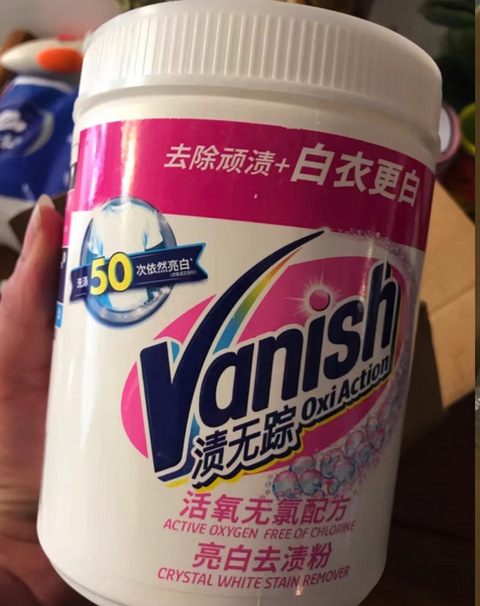 去除顽渍+白衣更白
洗涤50次依然亮白*
Vanish
OxiAction
渍无踪
活氧无氯配方
ACTIVE OXYGEN FREE OF CHLORINE
亮白去渍粉
CRYSTAL WHITE STAIN REMOVER